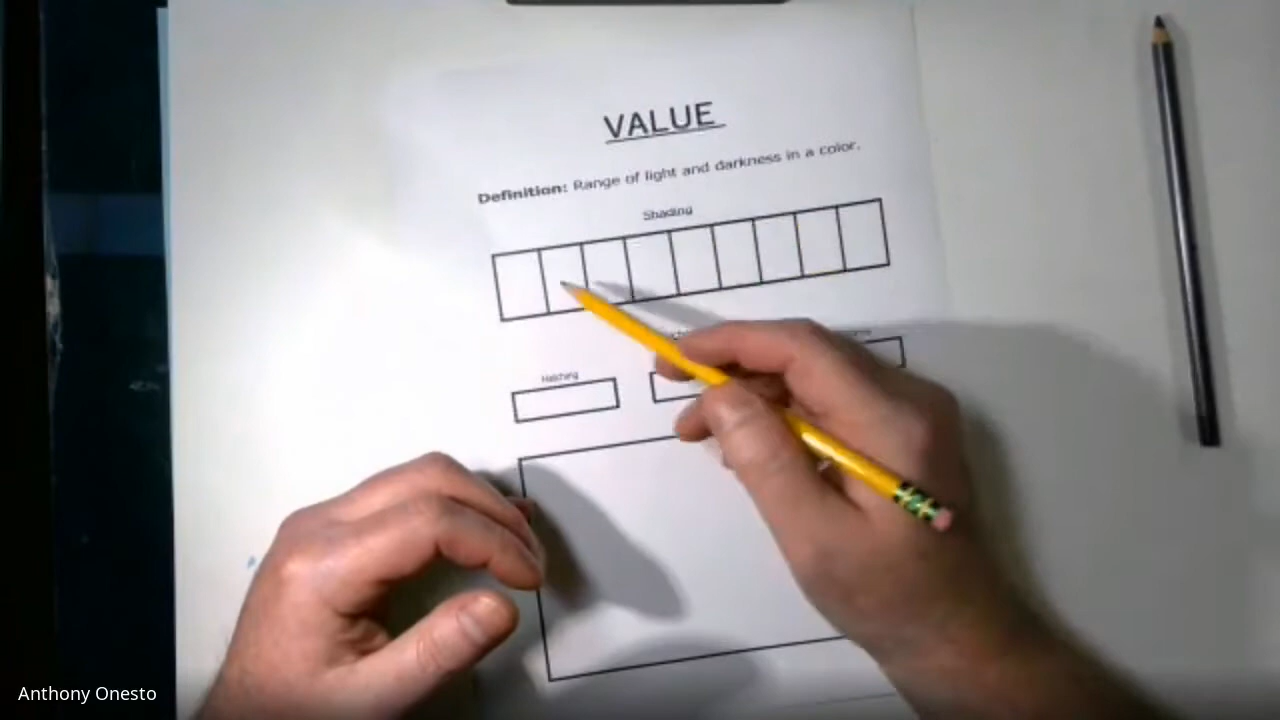 VALUE
Definition: Range of light and darkness in a color.
Shading
Hatching
Anthony Onesto